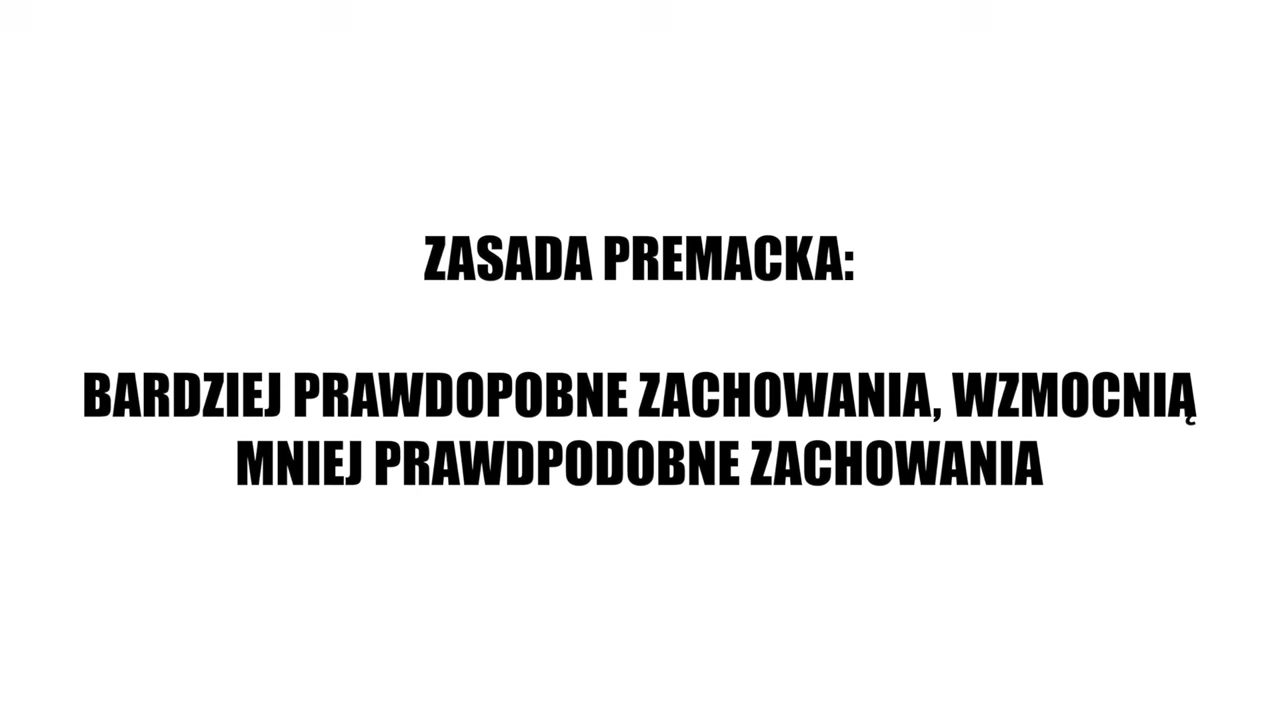 ZASADA PREMACKA:
BARDZIEJ PRAWDOPOBNE ZACHOWANIA, WZMOCNIĄ
MNIEJ PRAWDPODOBNE ZACHOWANIA